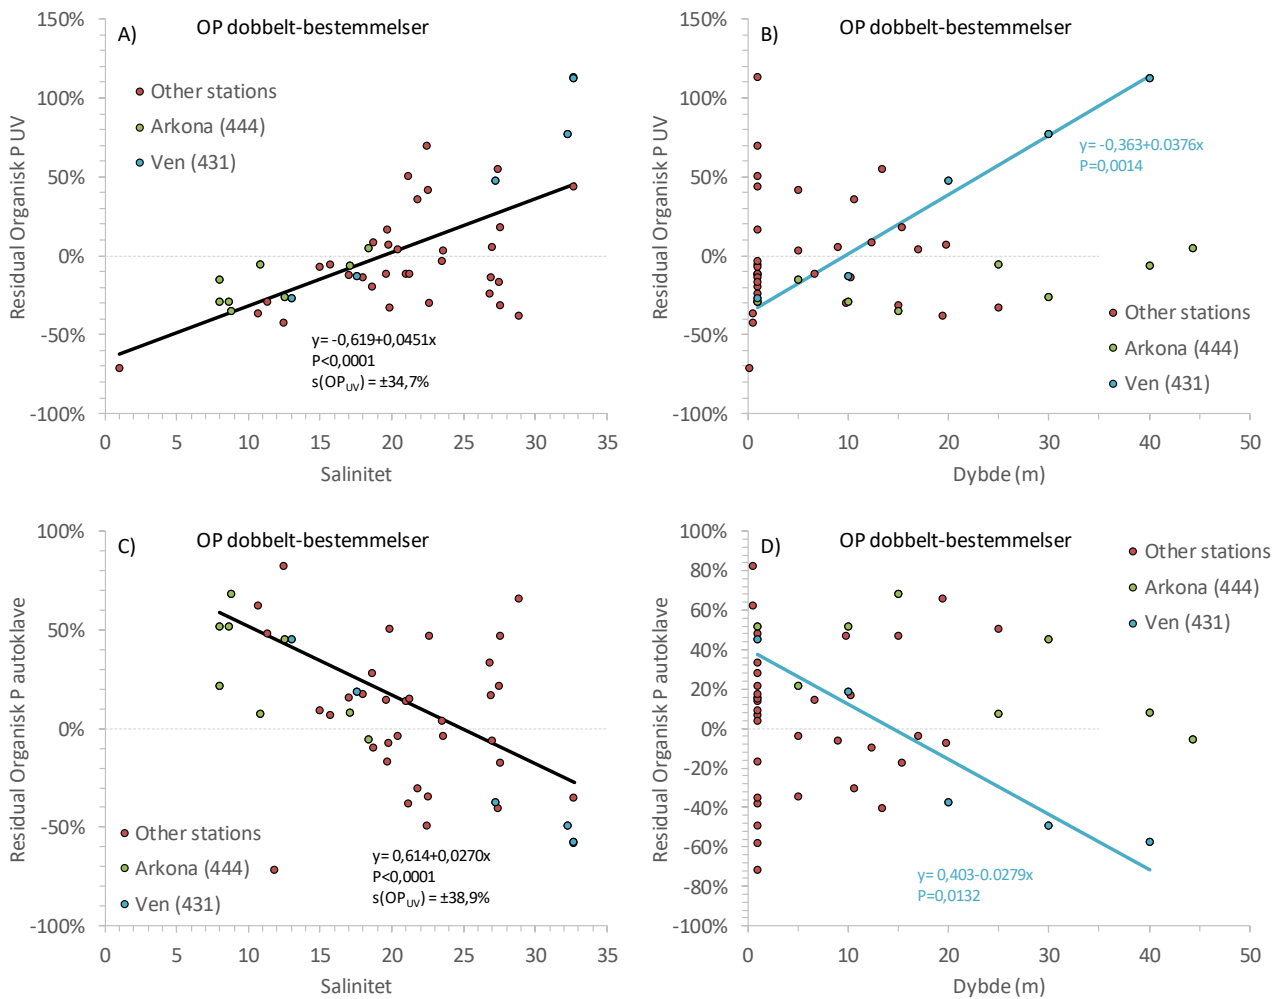 A)
OP dobbelt-bestemmelser
150%
100%
50%
0%
-50%
-100%
Residual Organisk P UV
Other stations
Arkona (444)
Ven (431)
y= -0,619+0,0451x
P<0,0001
s(OPUV) = ±34,7%
0 5 10 15 20 25 30 35
Salinitet
B)
OP dobbelt-bestemmelser
150%
100%
50%
0%
-50%
-100%
Residual Organisk P UV
y= -0,363+0.0376x
P=0,0014
Other stations
Arkona (444)
Ven (431)
0 10 20 30 40 50
Dybde (m)
C)
OP dobbelt-bestemmelser
100%
50%
0%
-50%
-100%
Residual Organisk P autoklave
Other stations
Arkona (444)
Ven (431)
y= 0,614+0,0270x
P<0,0001
s(OPUV) = ±38,9%
0 5 10 15 20 25 30 35
Salinitet
D)
OP dobbelt-bestemmelser
100%
80%
60%
40%
20%
0%
-20%
-40%
-60%
-80%
-100%
Residual Organisk P autoklave
Other stations
Arkona (444)
Ven (431)
y= 0,403-0.0279x
P=0,0132
0 10 20 30 40 50
Dybde (m)